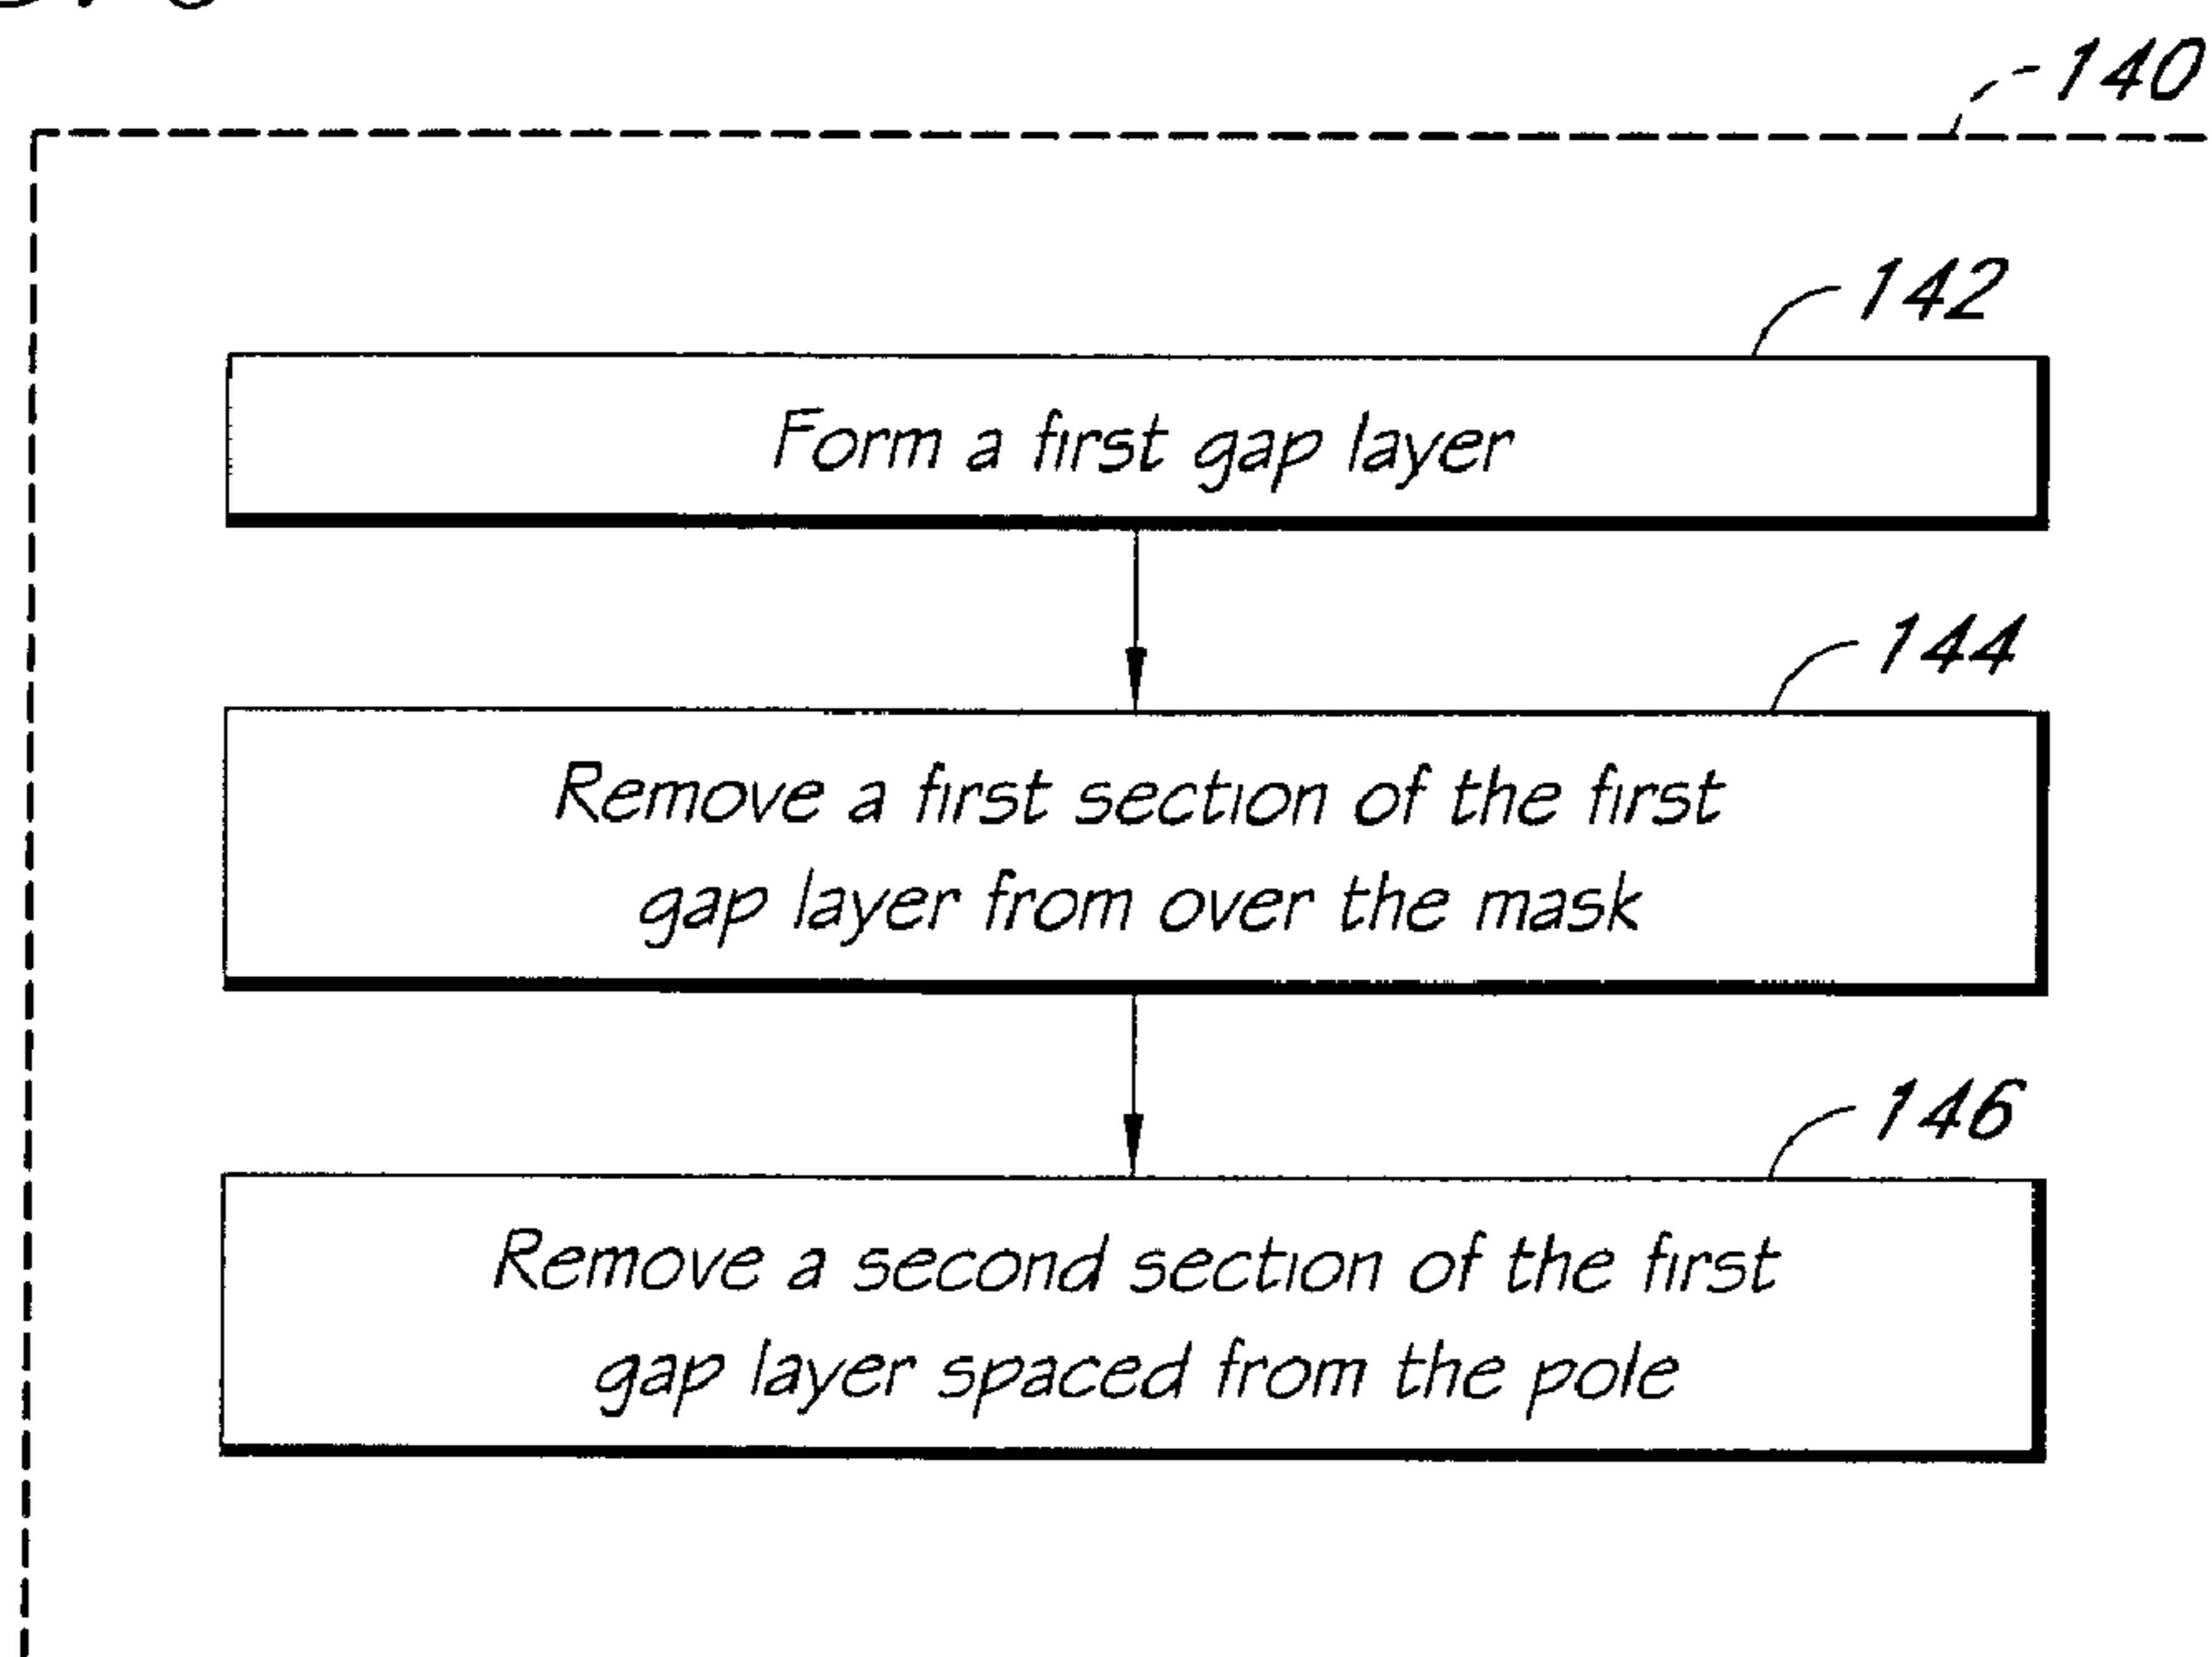 140
142
Form a first gap layer
144
Remove a first section of the first
gap layer from over the mask
146
Remove a second section of the first
gap layer spaced from the pole